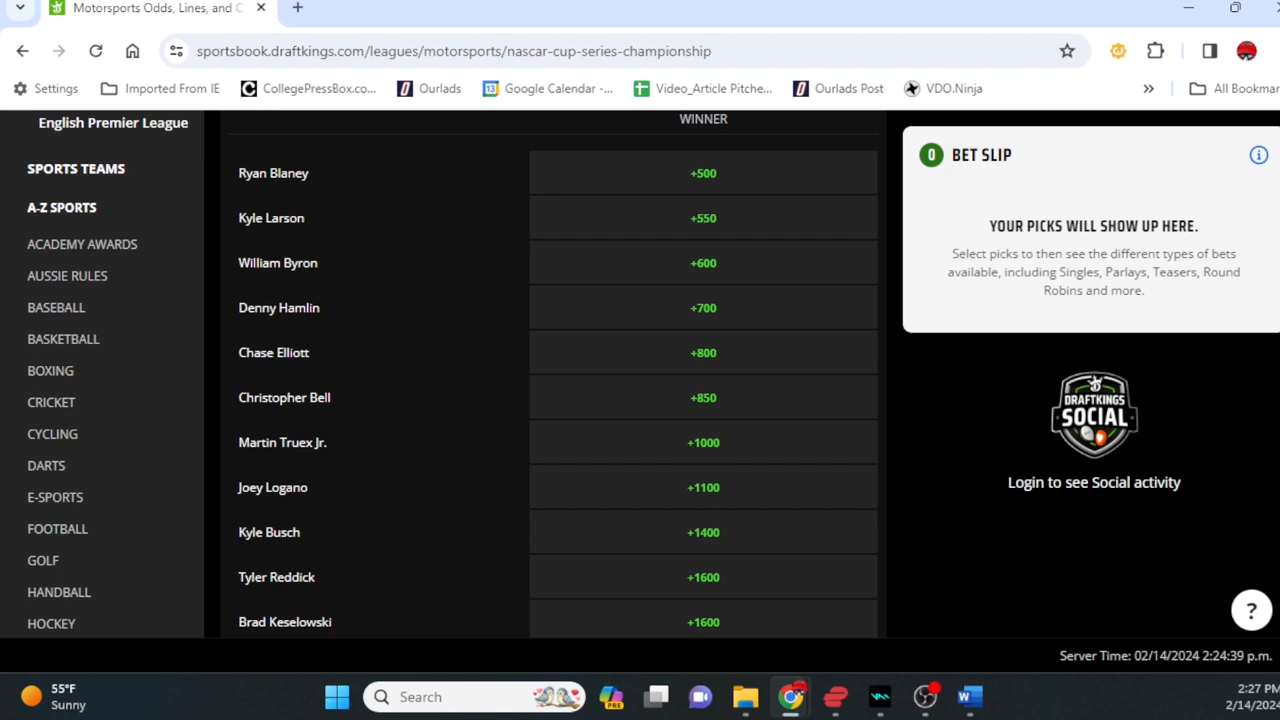 Motorsports Odds, Lines, and C
sportsbook.draftkings.com/leagues/motorsports/nascar-cup-series-championship
Settings
Imported From IE
CollegePressBox.co...
Ourlads
Google Calendar -...
Video_Article Pitche...
Ourlads Post
VDO.Ninja
»
All Bookmar
English Premier League
SPORTS TEAMS
A-Z SPORTS
ACADEMY AWARDS
AUSSIE RULES
BASEBALL
BASKETBALL
BOXING
CRICKET
CYCLING
DARTS
E-SPORTS
FOOTBALL
GOLF
HANDBALL
HOCKEY
WINNER
Ryan Blaney +500
Kyle Larson +550
William Byron +600
Denny Hamlin +700
Chase Elliott +800
Christopher Bell +850
Martin Truex Jr. +1000
Joey Logano +1100
Kyle Busch +1400
Tyler Reddick +1600
Brad Keselowski +1600
0 BET SLIP
YOUR PICKS WILL SHOW UP HERE.
Select picks to then see the different types of bets
available, including Singles, Parlays, Teasers, Round
Robins and more.
DRAFTKINGS
SOCIAL
Login to see Social activity
?
Server Time: 02/14/2024 2:24:39 p.m.
55°F
Sunny
Search
PRE
2:27 PM
2/14/2024